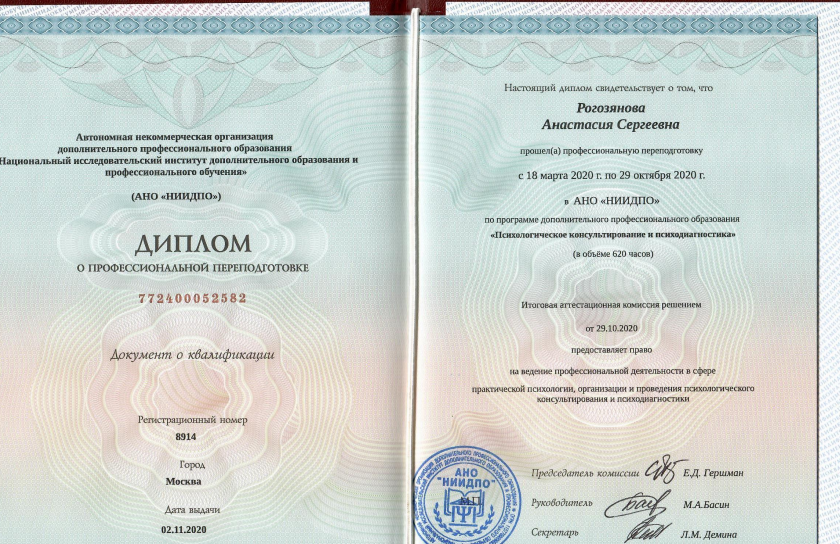 Автономная некоммерческая организация
дополнительного профессионального образования
Национальный исследовательский институт дополнительного образования и
профессионального обучения»
(АНО «НИИДПО»)
ДИПЛОМ
О ПРОФЕССИОНАЛЬНОЙ ПЕРЕПОДГОТОВКЕ
772400052582
Документ о квалификации
Регистрационный номер
8914
Город
Москва
Дата выдачи
02.11.2020
Настоящий диплом свидетельствует о том, что
Рогозянова
Анастасия Сергеевна
прошел(а) профессиональную переподготовку
с 18 марта 2020 г. по 29 октября 2020 г.
в АНО «НИИДПО»
по программе дополнительного профессионального образования
«Психологическое консультирование и психодиагностика»
(в объёме 620 часов)
Итоговая аттестационная комиссия решением
от 29.10.2020
предоставляет право
на ведение профессиональной деятельности в сфере
практической психологии, организации и проведения психологического
консультирования и психодиагностики
АНО
"НИИДПО"
М.П.
Председатель комиссии Е.Д. Гершман
Руководитель М.А.Басин
Секретарь Л.М. Демина